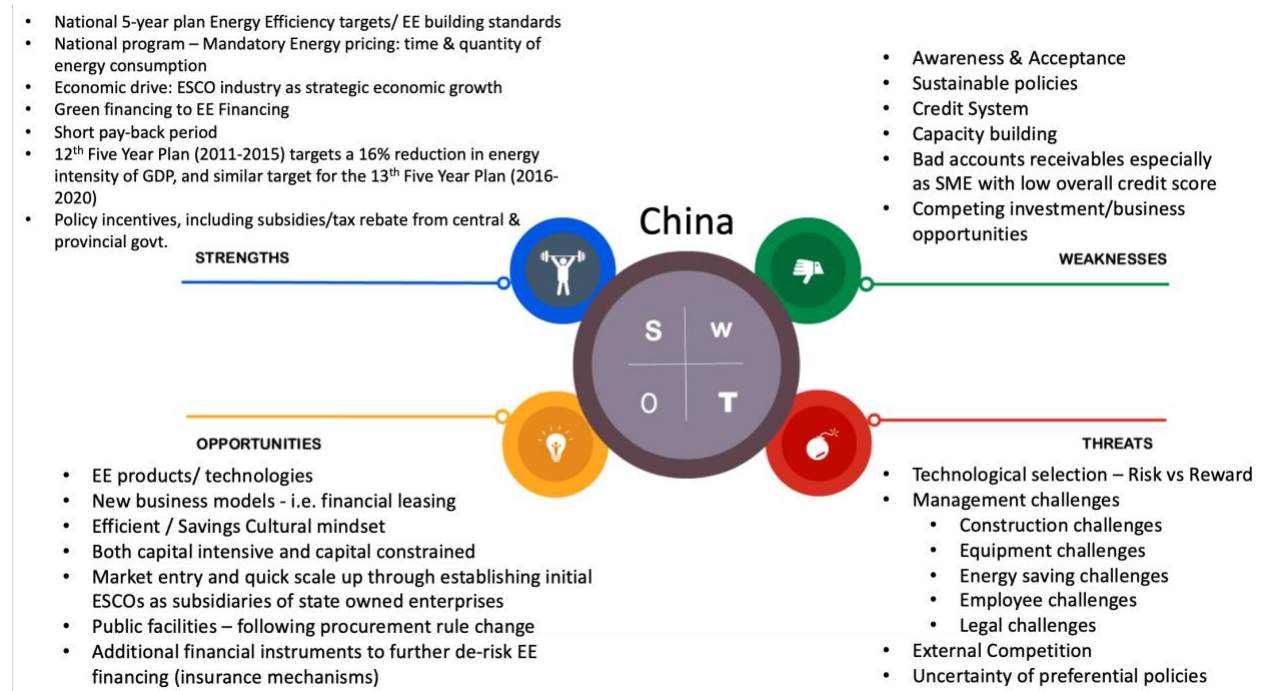 • National 5-year plan Energy Efficiency targets/ EE building standards
• National program – Mandatory Energy pricing: time & quantity of
energy consumption
• Economic drive: ESCO industry as strategic economic growth
• Green financing to EE Financing
• Short pay-back period
• 12th Five Year Plan (2011-2015) targets a 16% reduction in energy
intensity of GDP, and similar target for the 13th Five Year Plan (2016-
2020)
• Policy incentives, including subsidies/tax rebate from central &
provincial govt.
STRENGTHS
• Awareness & Acceptance
• Sustainable policies
• Credit System
• Capacity building
• Bad accounts receivables especially
as SME with low overall credit score
• Competing investment/business
opportunities
WEAKNESSES
China
S W
O T
OPPORTUNITIES
• EE products/ technologies
• New business models - i.e. financial leasing
• Efficient / Savings Cultural mindset
• Both capital intensive and capital constrained
• Market entry and quick scale up through establishing initial
ESCOs as subsidiaries of state owned enterprises
• Public facilities – following procurement rule change
• Additional financial instruments to further de-risk EE
financing (insurance mechanisms)
THREATS
• Technological selection – Risk vs Reward
• Management challenges
• Construction challenges
• Equipment challenges
• Energy saving challenges
• Employee challenges
• Legal challenges
• External Competition
• Uncertainty of preferential policies